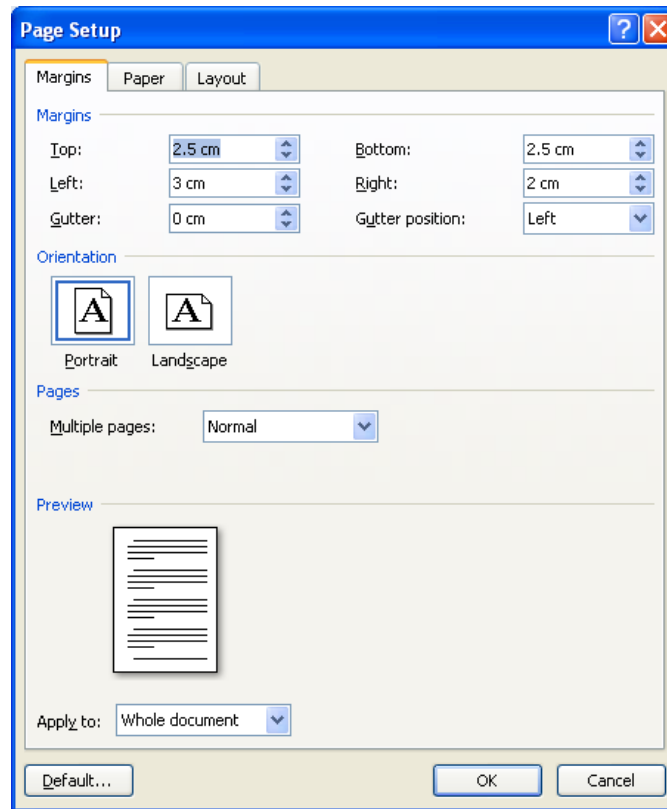 Page Setup
Margins Paper Layout
Margins
Top: 2.5 cm Bottom: 2.5 cm
Left: 3 cm Right: 2 cm
Gutter: 0 cm Gutter position: Left
Orientation
A A
Portrait Landscape
Pages
Multiple pages: Normal
Preview
Apply to: Whole document
Default... OK Cancel